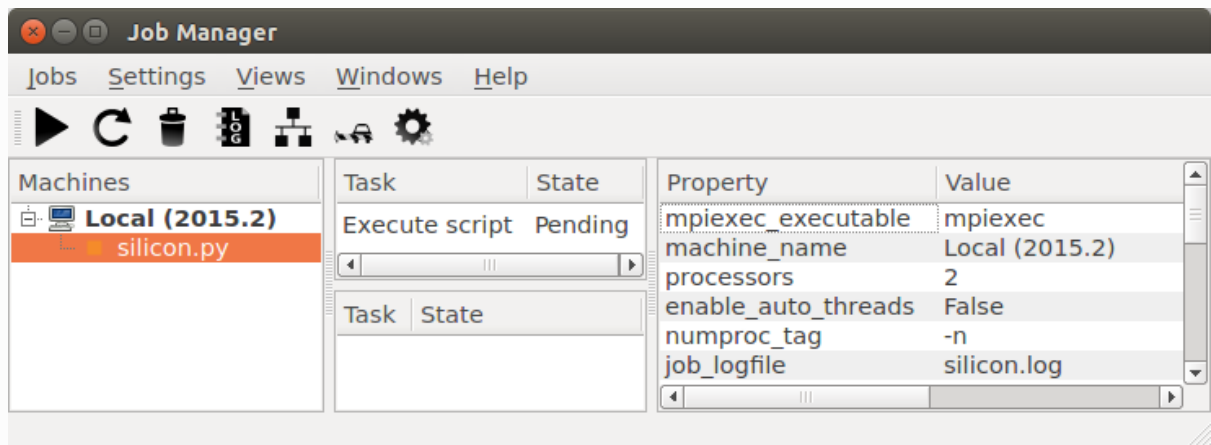 Job Manager
Jobs Settings Views Windows Help
LOG
Machines
Local (2015.2)
silicon.py
Task State
Execute script Pending
Task State
Property Value
mpiexec_executable mpiexec
machine_name Local (2015.2)
processors 2
enable_auto_threads False
numproc_tag -n
job_logfile silicon.log